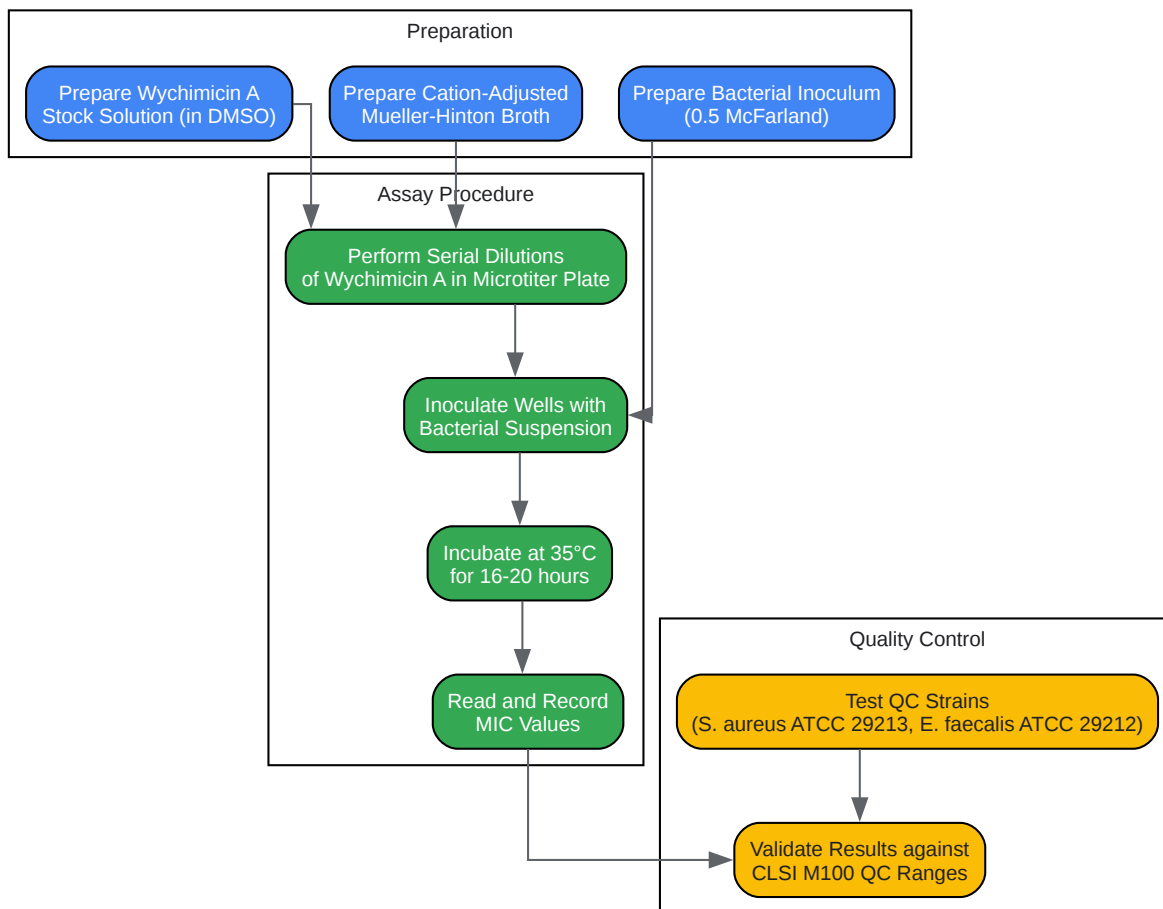 Preparation
Prepare Wychimicin A
Stock Solution (in DMSO)
Prepare Cation-Adjusted
Mueller-Hinton Broth
Prepare Bacterial Inoculum
(0.5 McFarland)
Assay Procedure
Perform Serial Dilutions
of Wychimicin A in Microtiter Plate
Inoculate Wells with
Bacterial Suspension
Incubate at 35°C
for 16-20 hours
Read and Record
MIC Values
Quality Control
Test QC Strains
(S. aureus ATCC 29213, E. faecalis ATCC 29212)
Validate Results against
CLSI M100 QC Ranges